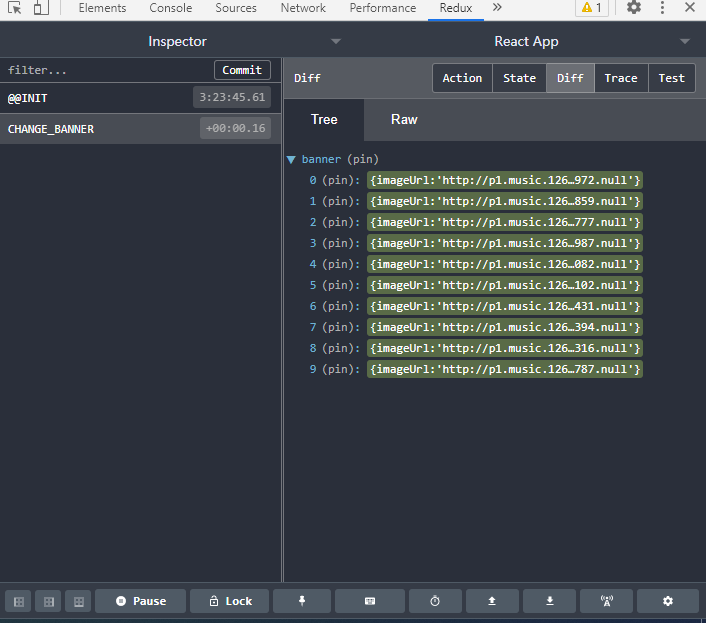 Elements Console Sources Network Performance Redux » 1
Inspector React App
filter... Commit Diff Action State Diff Trace Test
@@INIT 3:23:45.61
CHANGE_BANNER +00:00.16
Tree Raw
banner (pin)
0 (pin): {imageUrl:'http://p1.music.126…972.null'}
1 (pin): {imageUrl:'http://p1.music.126…859.null'}
2 (pin): {imageUrl:'http://p1.music.126…777.null'}
3 (pin): {imageUrl:'http://p1.music.126…987.null'}
4 (pin): {imageUrl:'http://p1.music.126…082.null'}
5 (pin): {imageUrl:'http://p1.music.126…102.null'}
6 (pin): {imageUrl:'http://p1.music.126…431.null'}
7 (pin): {imageUrl:'http://p1.music.126…394.null'}
8 (pin): {imageUrl:'http://p1.music.126…316.null'}
9 (pin): {imageUrl:'http://p1.music.126…787.null'}
Pause Lock